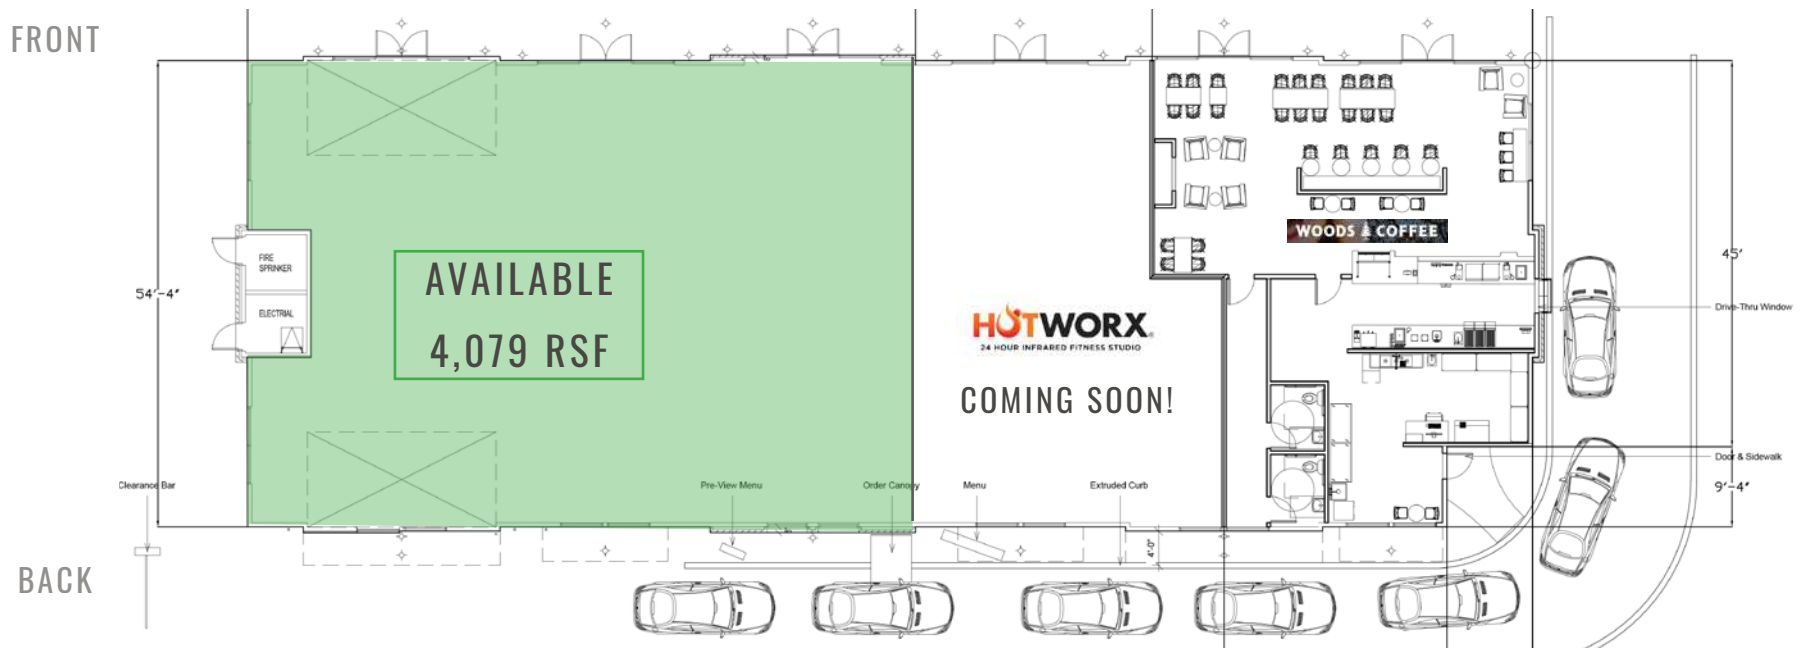 FRONT
FIRE
SPRINKER
ELECTRIAL
54'-4"
AVAILABLE
4,079 RSF
HOTWORX
24 HOUR INFRARED FITNESS STUDIO
COMING SOON!
WOODS COFFEE
45'
Drive-Thru Window
Door & Sidewalk
9'-4"
Clearance Bar
Pre-View Menu
Order Canopy
Menu
Extruded Curb
4'-0"
BACK